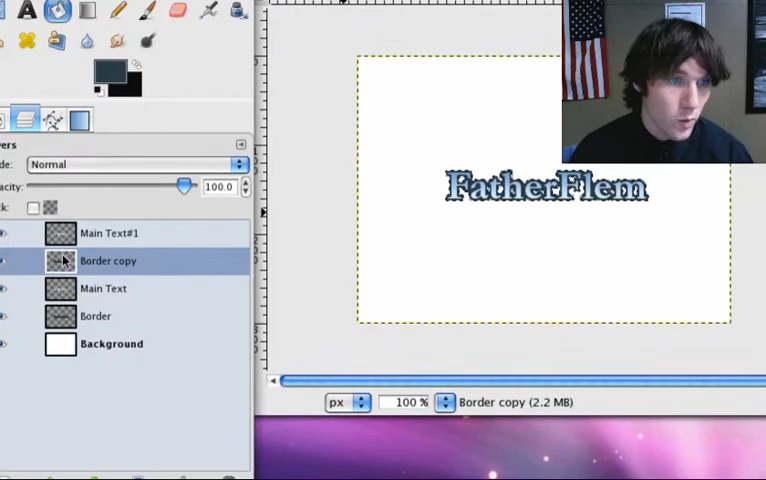 yers
de: Normal
acity: 100.0
k:
Main Text#1
Border copy
Main Text
Border
Background
FatherFlem
px 100 % Border copy (2.2 MB)